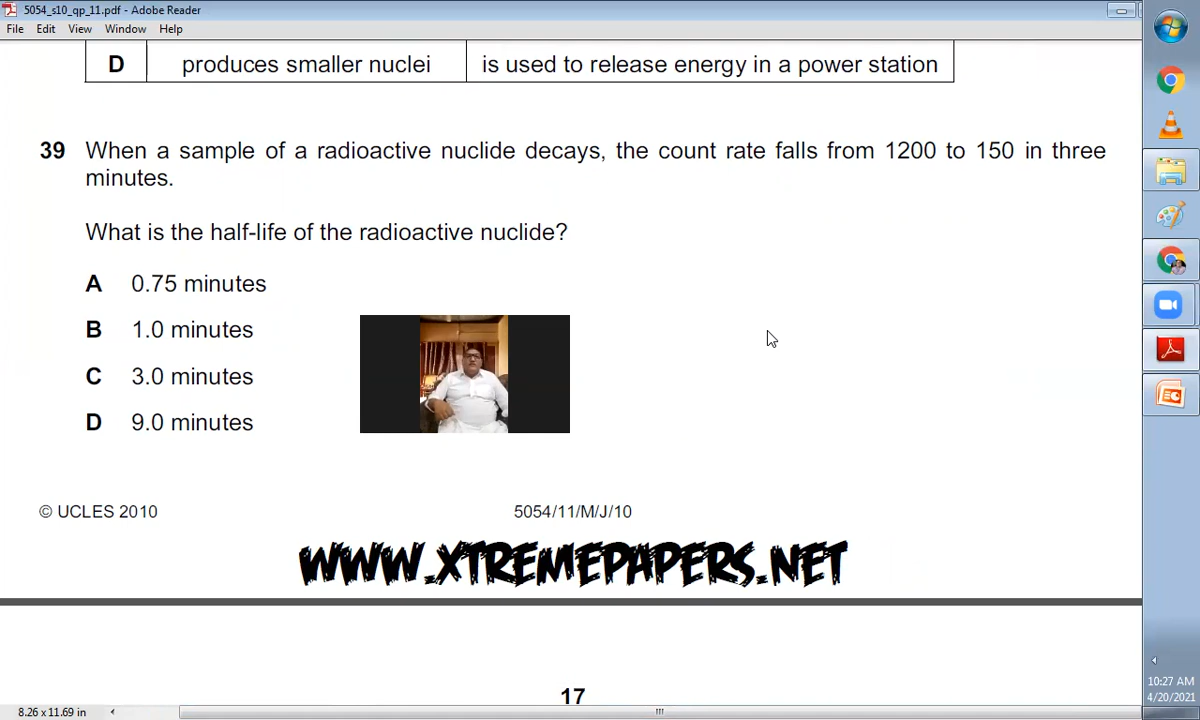 5054_s10_qp_11.pdf - Adobe Reader
File Edit View Window Help
D produces smaller nuclei is used to release energy in a power station
39 When a sample of a radioactive nuclide decays, the count rate falls from 1200 to 150 in three
minutes.
What is the half-life of the radioactive nuclide?
A 0.75 minutes
B 1.0 minutes
C 3.0 minutes
D 9.0 minutes
© UCLES 2010 5054/11/M/J/10
WWW.XTREMEPAPERS.NET
17
10:27 AM
4/20/2021
8.26 x 11.69 in